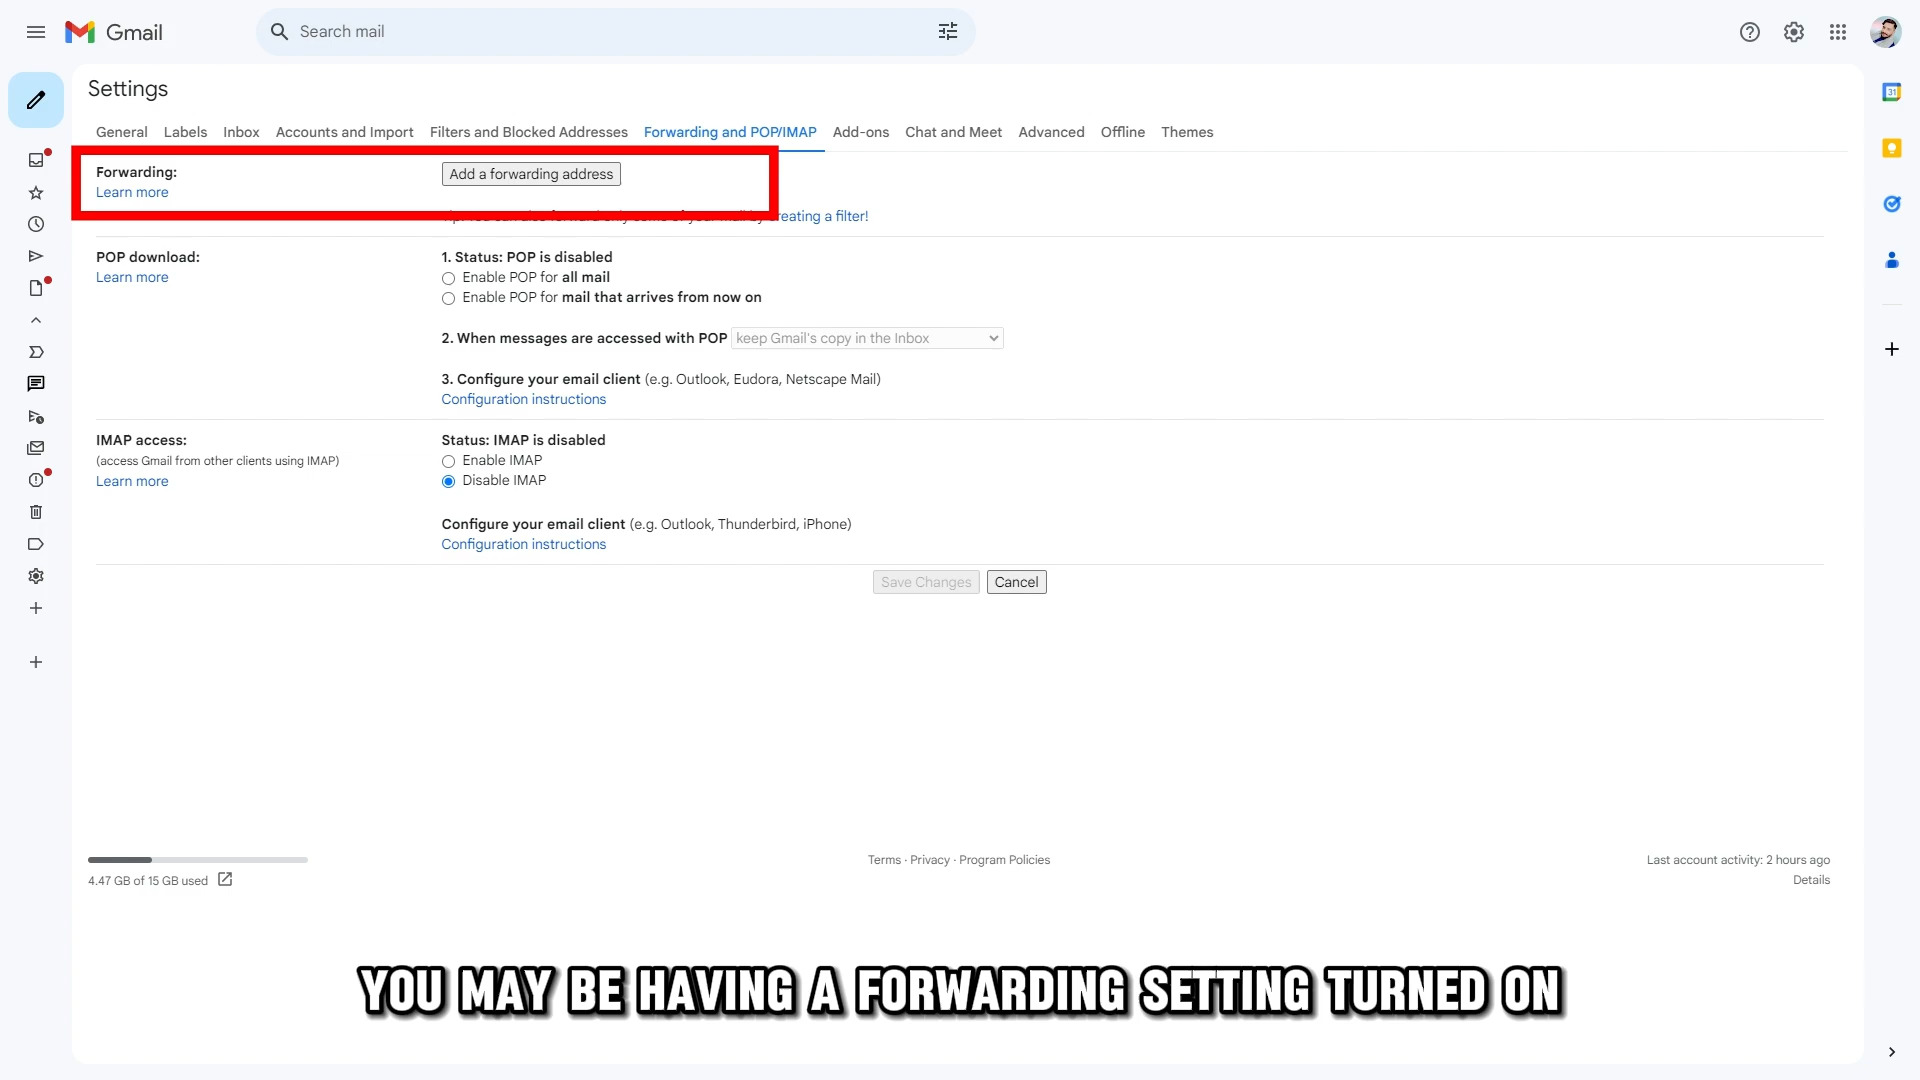 Gmail
Search mail
Settings
General Labels Inbox Accounts and Import Filters and Blocked Addresses Forwarding and POP/IMAP Add-ons Chat and Meet Advanced Offline Themes
Forwarding:
Learn more
Add a forwarding address
eating a filter!
POP download:
Learn more
1. Status: POP is disabled
Enable POP for all mail
Enable POP for mail that arrives from now on
2. When messages are accessed with POP keep Gmail's copy in the Inbox
3. Configure your email client (e.g. Outlook, Eudora, Netscape Mail)
Configuration instructions
IMAP access:
(access Gmail from other clients using IMAP)
Learn more
Status: IMAP is disabled
Enable IMAP
Disable IMAP
Configure your email client (e.g. Outlook, Thunderbird, iPhone)
Configuration instructions
Save Changes Cancel
4.47 GB of 15 GB used
Terms · Privacy · Program Policies
Last account activity: 2 hours ago
Details
31
YOU MAY BE HAVING A FORWARDING SETTING TURNED ON